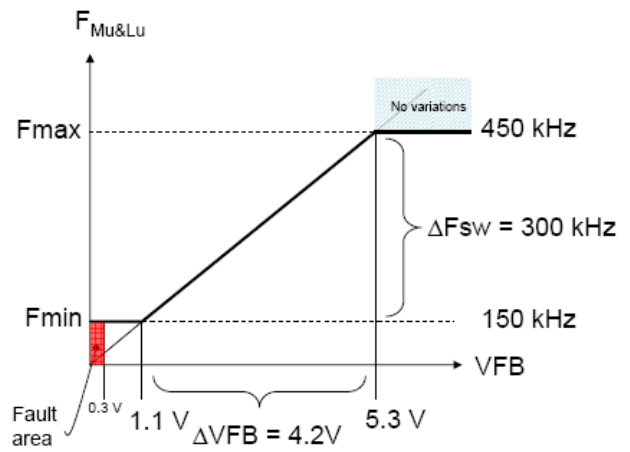 F Mu&Lu
No variations
Fmax
450 kHz
ΔFsw = 300 kHz
Fmin
150 kHz
VFB
0.3 V
1.1 V
5.3 V
ΔVFB = 4.2V
Fault
area